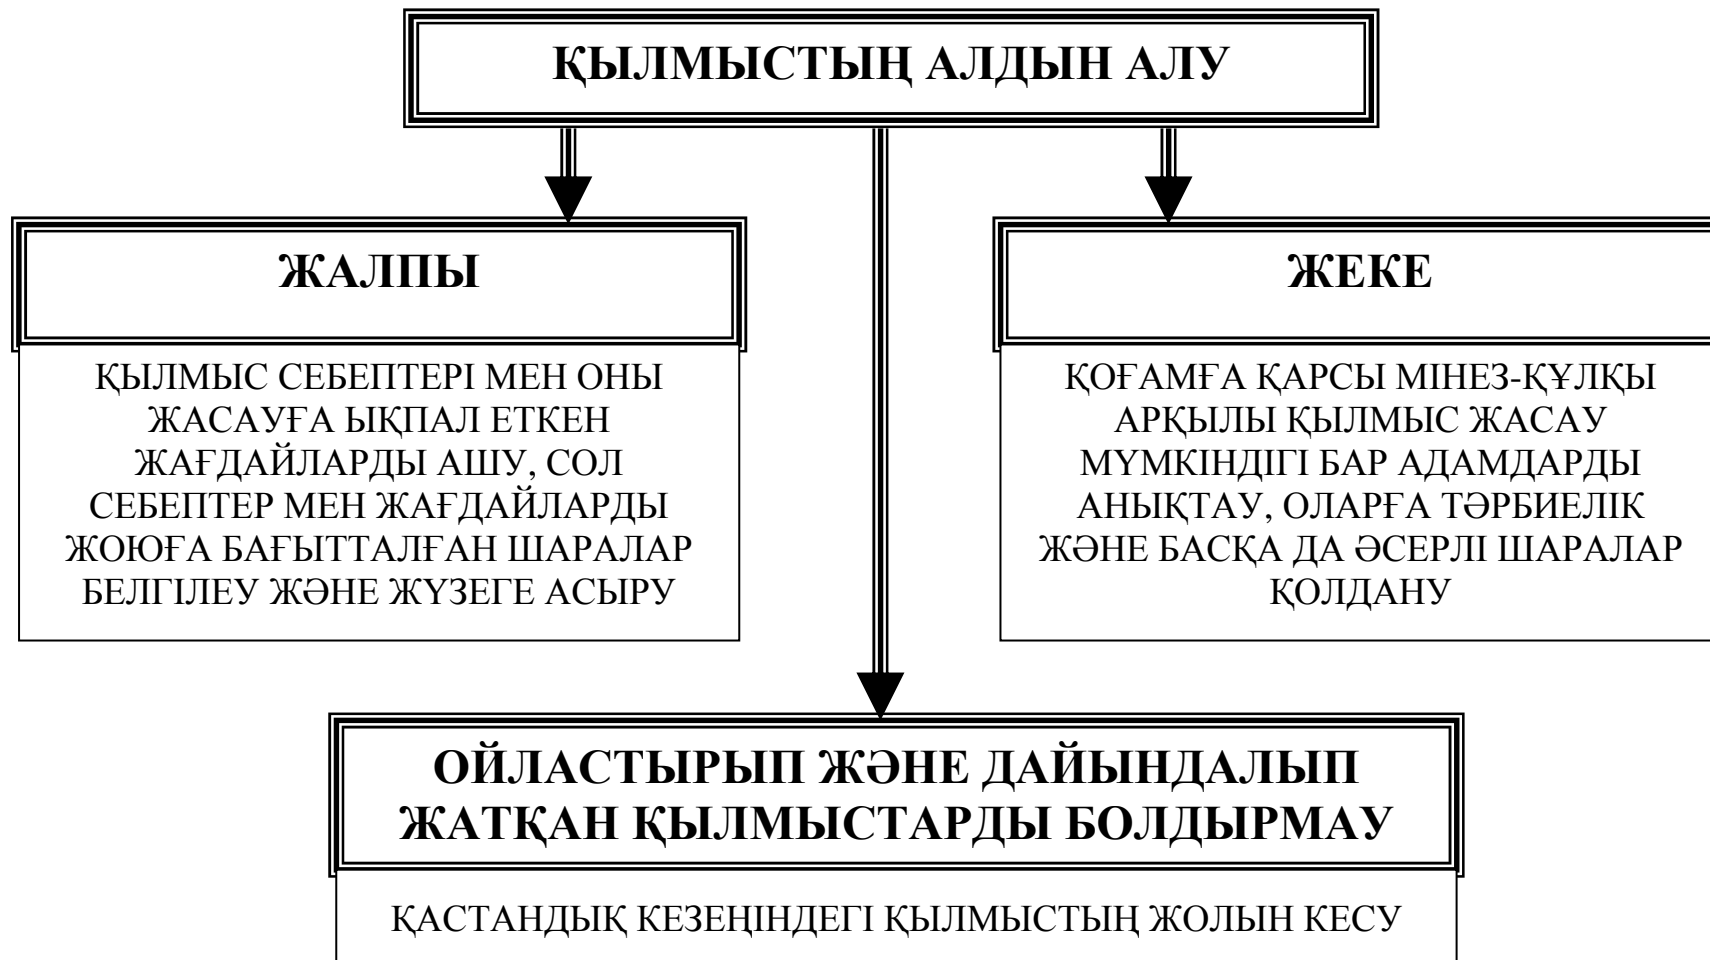 ҚЫЛМЫСТЫҢ АЛДЫН АЛУ
ЖАЛПЫ
ҚЫЛМЫС СЕБЕПТЕРІ МЕН ОНЫ
ЖАСАУҒА ЫҚПАЛ ЕТКЕН
ЖАҒДАЙЛАРДЫ АШУ, СОЛ
СЕБЕПТЕР МЕН ЖАҒДАЙЛАРДЫ
ЖОЮҒА БАҒЫТТАЛҒАН ШАРАЛАР
БЕЛГІЛЕУ ЖӘНЕ ЖҮЗЕГЕ АСЫРУ
ЖЕКЕ
ҚОҒАМҒА ҚАРСЫ МІНЕЗ-ҚҰЛҚЫ
АРҚЫЛЫ ҚЫЛМЫС ЖАСАУ
МҮМКІНДІГІ БАР АДАМДАРДЫ
АНЫҚТАУ, ОЛАРҒА ТӘРБИЕЛІК
ЖӘНЕ БАСҚА ДА ӘСЕРЛІ ШАРАЛАР
ҚОЛДАНУ
ОЙЛАСТЫРЫП ЖӘНЕ ДАЙЫНДАЛЫП
ЖАТҚАН ҚЫЛМЫСТАРДЫ БОЛДЫРМАУ
ҚАСТАНДЫҚ КЕЗЕҢІНДЕГІ ҚЫЛМЫСТЫҢ ЖОЛЫН КЕСУ